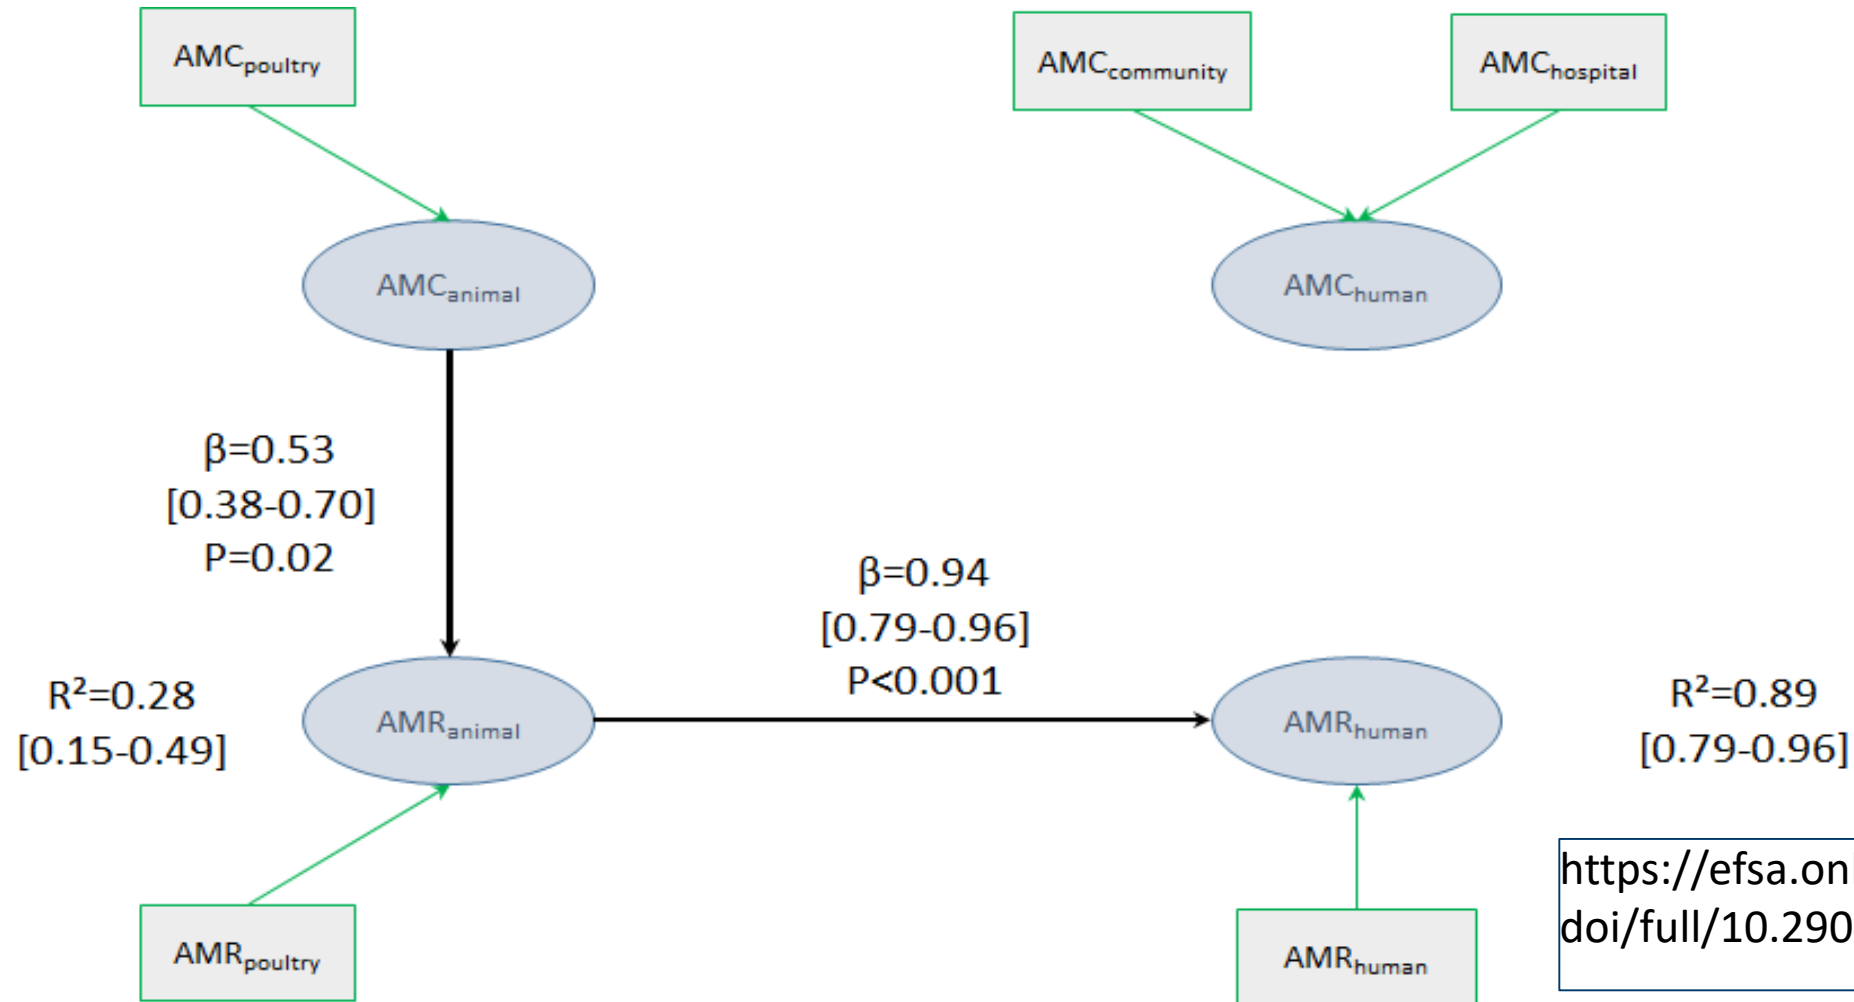 AMCpoultry
AMCcommunity
AMChospital
AMCanimal
AMChuman
β=0.53
[0.38-0.70]
P=0.02
β=0.94
[0.79-0.96]
P<0.001
R²=0.28
[0.15-0.49]
AMRanimal
AMRhuman
R²=0.89
[0.79-0.96]
AMRpoultry
AMRhuman
https://efsa.onl
doi/full/10.290